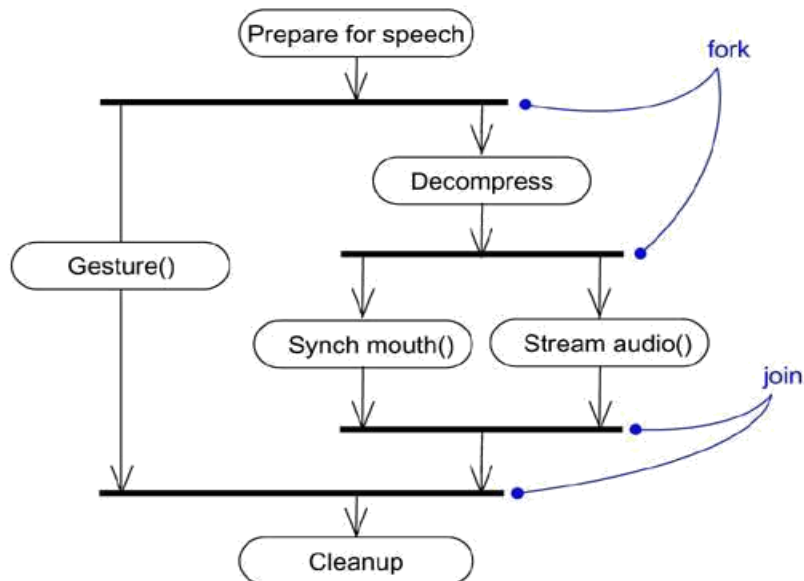 Prepare for speech
fork
Decompress
Gesture()
Synch mouth()
Stream audio()
join
Cleanup